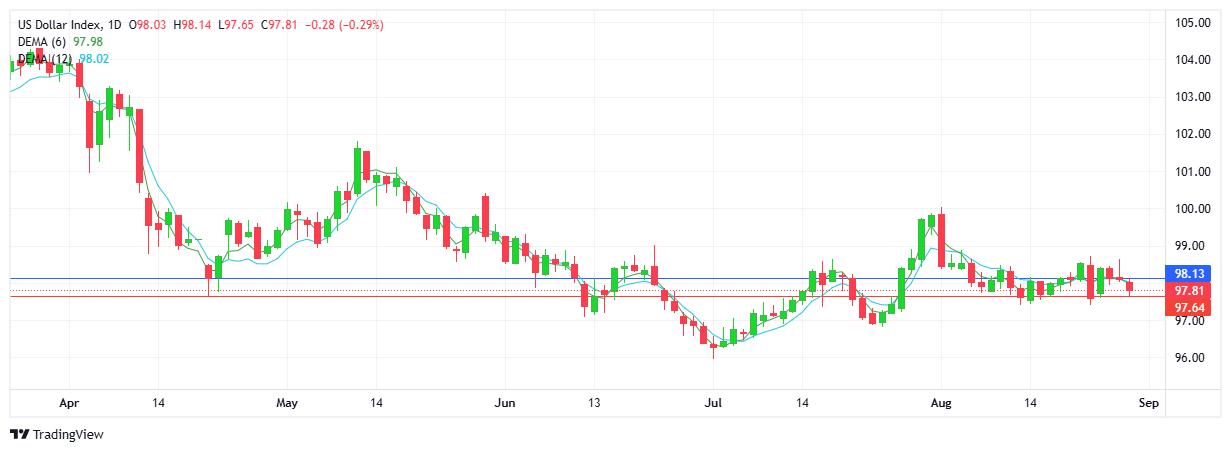 US Dollar Index, 1D O98.03 H98.14 L97.65 C97.81 −0.28 (−0.29%)
DEMA (6) 97.98
DEMA (12) 98.02
105.00
104.00
103.00
102.00
101.00
100.00
99.00
98.13
97.81
97.64
97.00
96.00
Apr 14 May 14 Jun 13 Jul 14 Aug 14 Sep
TradingView